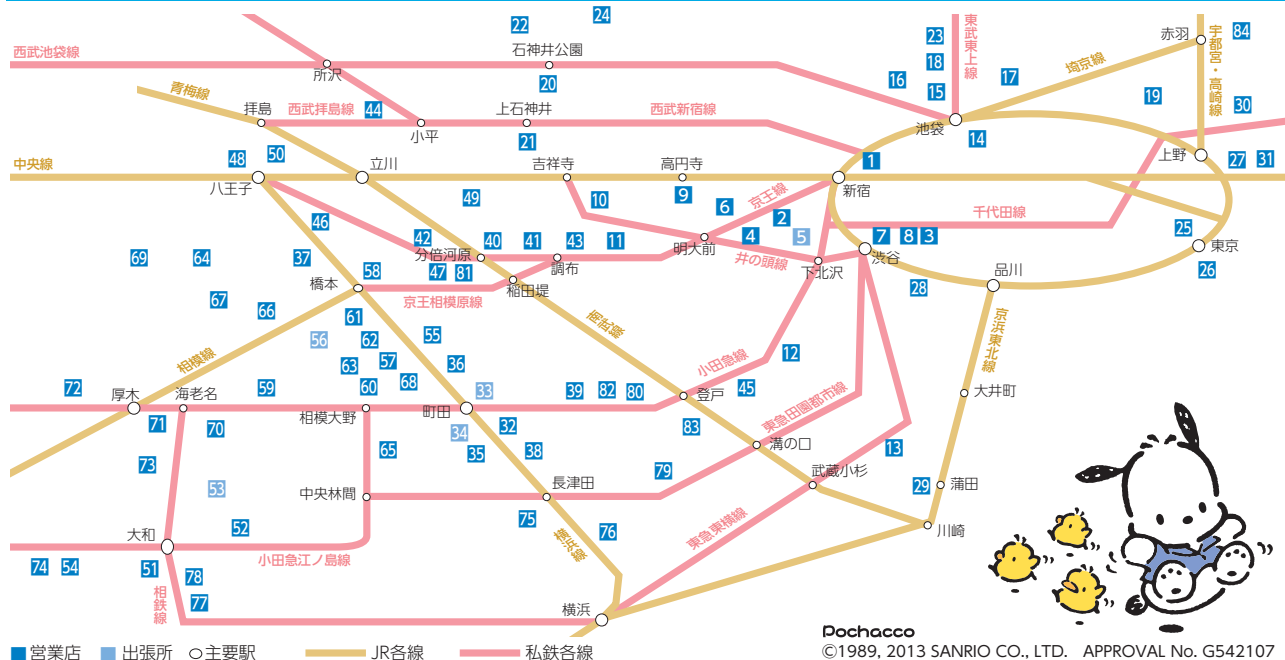 22
24
東武東上線
23
赤羽
84
宇都宮・高崎線
西武池袋線
石神井公園
18
埼京線
所沢
20
16
17
15
19
30
青梅線
拝島
西武拝島線
44
上石神井
西武新宿線
小平
21
池袋
14
上野
27
31
中央線
48
50
立川
吉祥寺
高円寺
1
八王子
9
新宿
49
10
京王線
6
2
千代田線
46
42
40
41
43
11
4
5
7
8
3
25
分倍河原
明大前
井の頭線
渋谷
東京
69
64
37
58
47
81
調布
下北沢
26
橋本
稲田堤
品川
28
67
66
京王相模原線
61
南武線
京浜東北線
56
62
55
相模線
63
57
36
小田急線
12
72
59
60
68
33
39
82
80
45
大井町
厚木
海老名
登戸
相模大野
町田
東急田園都市線
71
70
34
32
83
65
35
38
溝の口
13
73
79
武蔵小杉
53
中央林間
長津田
29
蒲田
52
75
76
大和
川崎
小田急江ノ島線
横浜線
東急東横線
74
54
51
78
相鉄線
77
横浜
Pochacco
営業店 出張所 主要駅 JR各線 私鉄各線
©1989, 2013 SANRIO CO., LTD. APPROVAL No. G542107